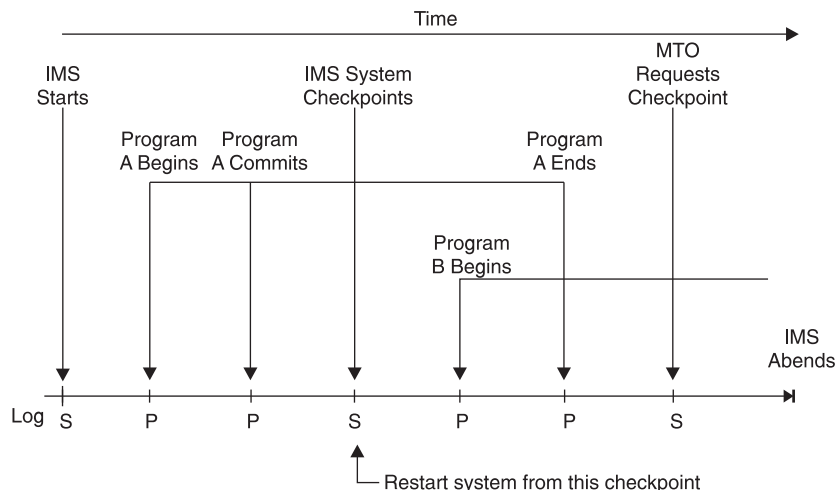 Time
IMS
Starts
IMS System
Checkpoints
MTO
Requests
Checkpoint
Program
A Begins
Program
A Commits
Program
A Ends
Program
B Begins
IMS
Abends
Log
S
P
P
S
P
P
S
Restart system from this checkpoint